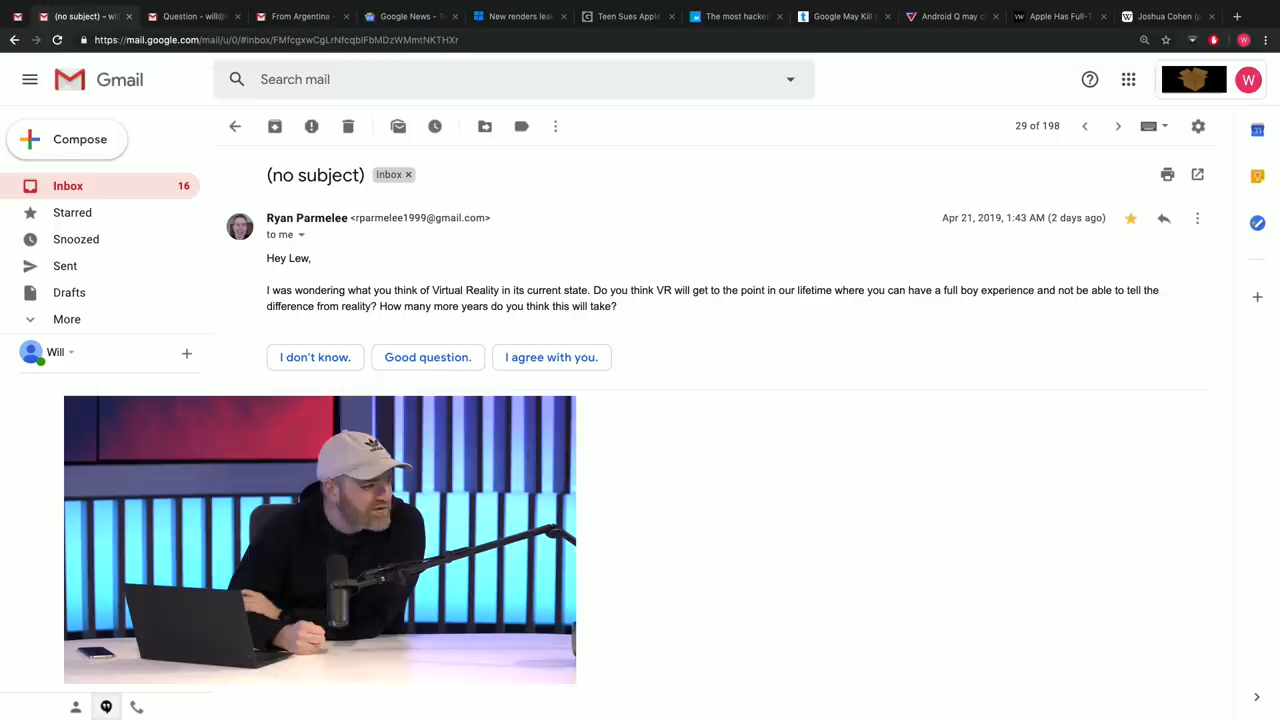 (no subject) - will
Question - will@u
From Argentina -
Google News - T
New renders leak
Teen Sues Apple
The most hacked
Google May Kill
Android Q may c
Apple Has Full-T
Joshua Cohen (p
https://mail.google.com/mail/u/0/#inbox/FMfcgxwCgLrNfcqblFbMDzWMmtNKTHXr
W
Gmail
Search mail
W
Compose
29 of 198
(no subject)
Inbox
Inbox 16
Starred
Snoozed
Sent
Drafts
More
Will
31
Ryan Parmelee <rparmelee1999@gmail.com>
Apr 21, 2019, 1:43 AM (2 days ago)
to me
Hey Lew,
I was wondering what you think of Virtual Reality in its current state. Do you think VR will get to the point in our lifetime where you can have a full boy experience and not be able to tell the
difference from reality? How many more years do you think this will take?
I don't know.
Good question.
I agree with you.